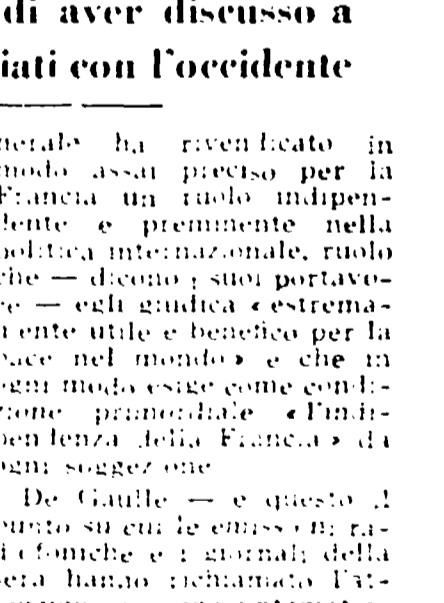 di aver discusso a
iati con l'occidente
nerale ha rivendicato in
modo assai preciso per la
Francia un ruolo indipen-
dente e preminente nella
politica internazionale, ruolo
che — dicono i suoi portavo-
ce — egli giudica « estrema-
mente utile e benefico per la
pace nel mondo » e che in
ogni modo esige come condi-
zione primordiale « l'indi-
pendenza della Francia » da
ogni soggezione
De Gaulle — e questo il
punto su cui le emissioni ra-
diofoniche e i giornali della
sera hanno richiamato l'at-